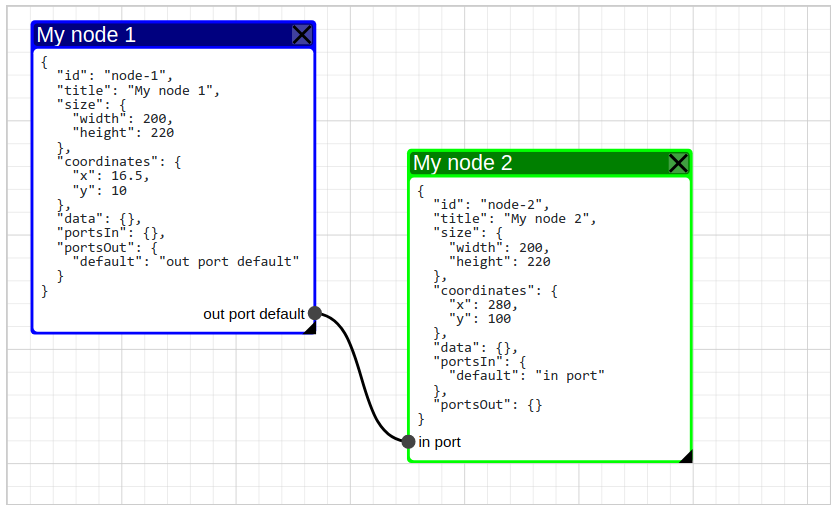 My node 1
{
  "id": "node-1",
  "title": "My node 1",
  "size": {
    "width": 200,
    "height": 220
  },
  "coordinates": {
    "x": 16.5,
    "y": 10
  },
  "data": {},
  "portsIn": {},
  "portsOut": {
    "default": "out port default"
  }
}
out port default
My node 2
{
  "id": "node-2",
  "title": "My node 2",
  "size": {
    "width": 200,
    "height": 220
  },
  "coordinates": {
    "x": 280,
    "y": 100
  },
  "data": {},
  "portsIn": {
    "default": "in port"
  },
  "portsOut": {}
}
in port